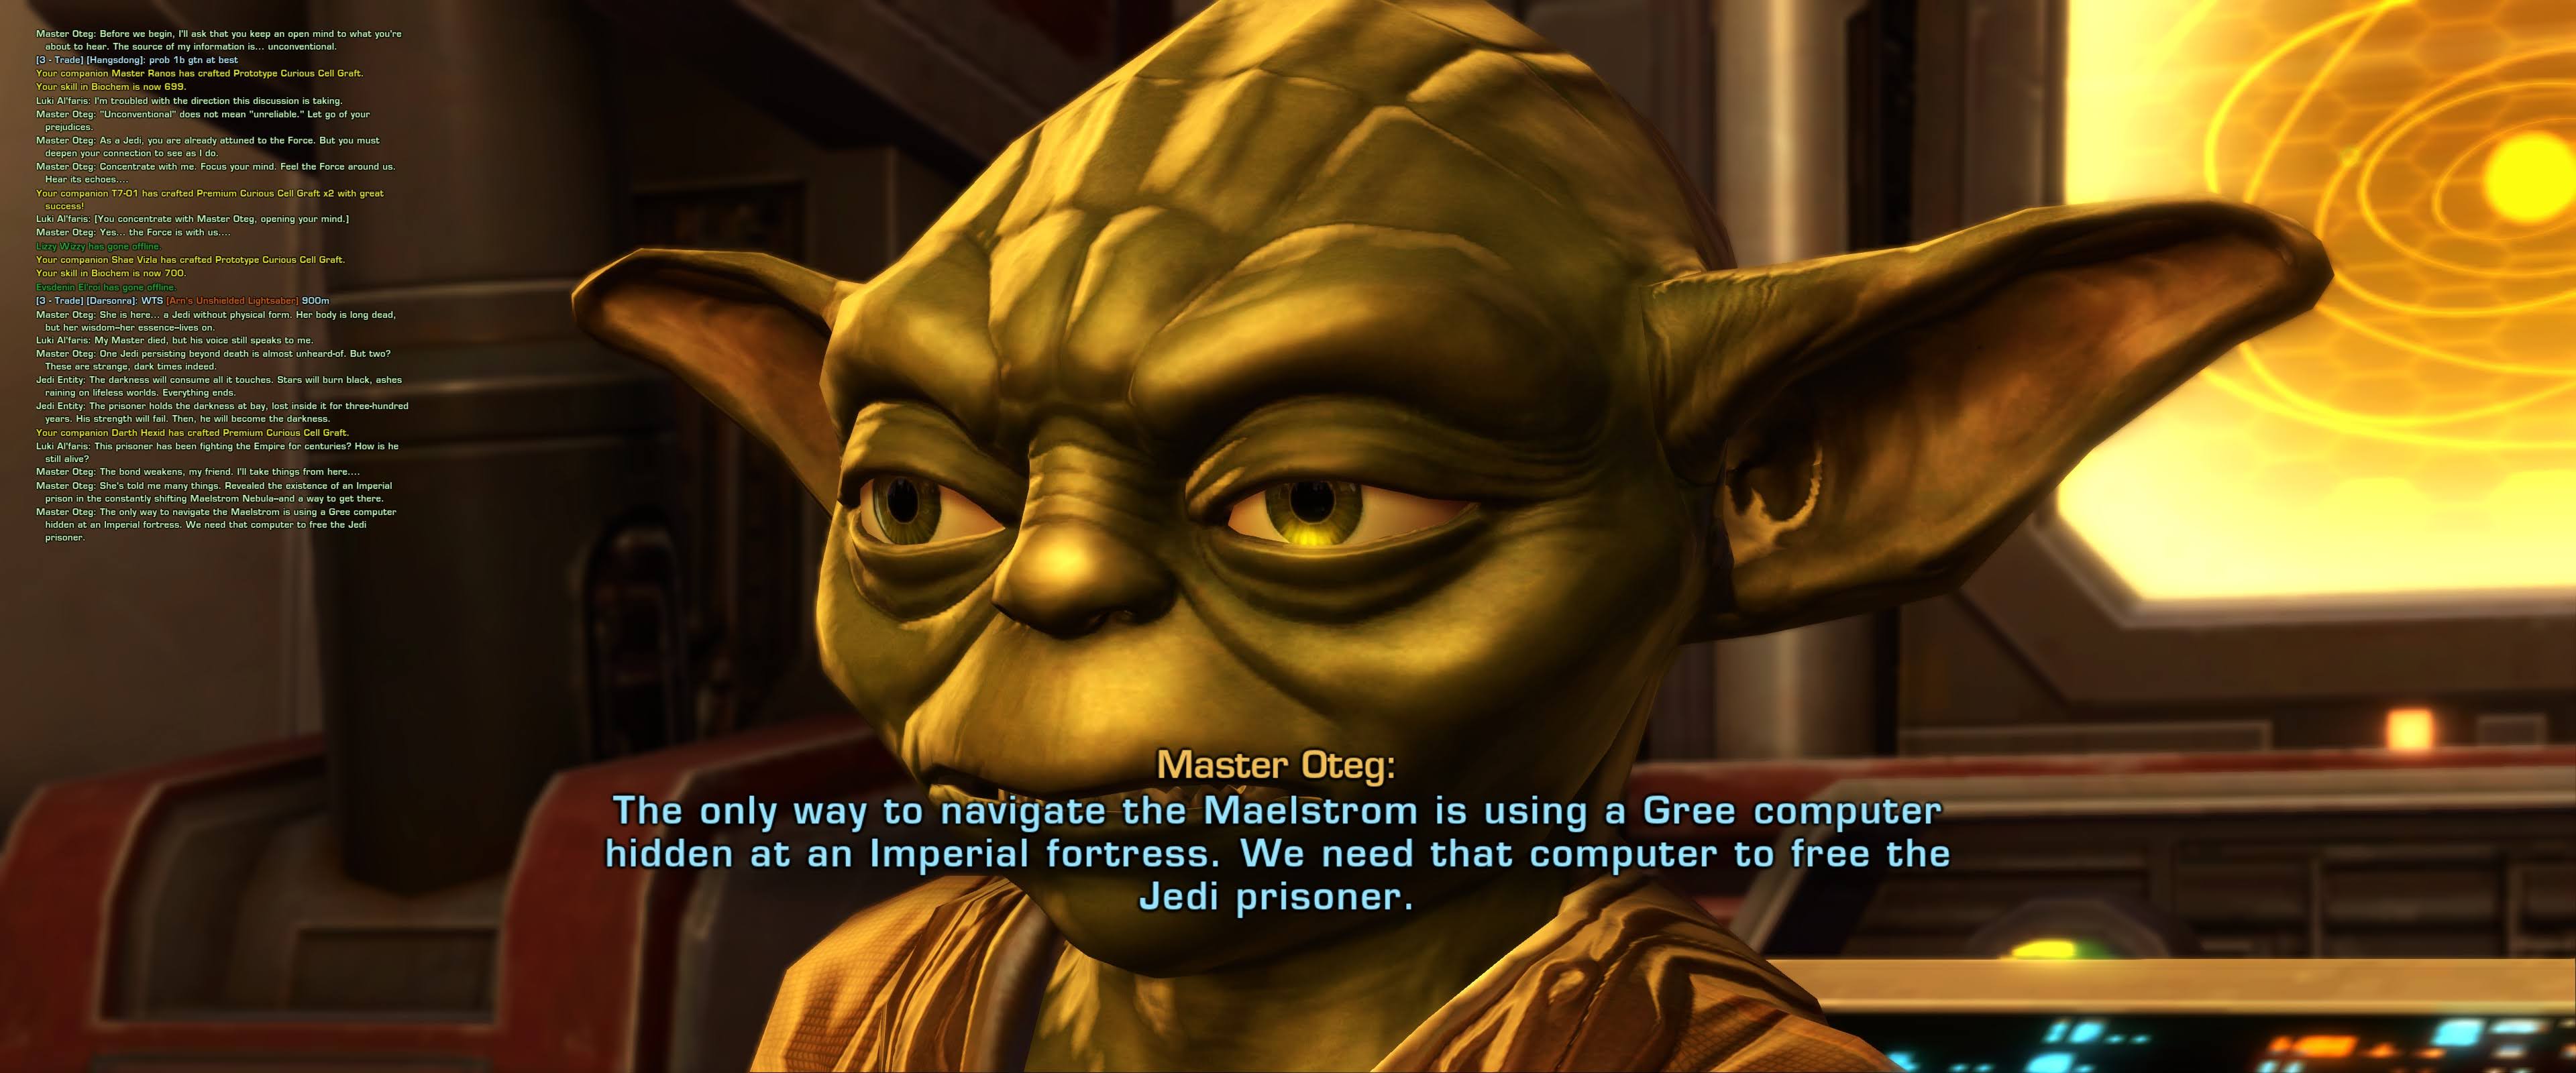 Master Oteg: Before we begin, I'll ask that you keep an open mind to what you're
about to hear. The source of my information is... unconventional.
[3 - Trade] [Hangsdong]: prob 1b gtn at best
Your companion Master Ranos has crafted Prototype Curious Cell Graft.
Your skill in Biochem is now 699.
Luki Al'faris: I'm troubled with the direction this discussion is taking.
Master Oteg: "Unconventional" does not mean "unreliable." Let go of your
prejudices.
Master Oteg: As a Jedi, you are already attuned to the Force. But you must
deepen your connection to see as I do.
Master Oteg: Concentrate with me. Focus your mind. Feel the Force around us.
Hear its echoes....
Your companion T7-01 has crafted Premium Curious Cell Graft x2 with great
success!
Luki Al'faris: [You concentrate with Master Oteg, opening your mind.]
Master Oteg: Yes... the Force is with us....
Lizzy Wizzy has gone offline.
Your companion Shae Vizla has crafted Prototype Curious Cell Graft.
Your skill in Biochem is now 700.
Evsdenin El'roi has gone offline.
[3 - Trade] [Darsonra]: WTS [Arn's Unshielded Lightsaber] 900m
Master Oteg: She is here... a Jedi without physical form. Her body is long dead,
but her wisdom—her essence—lives on.
Luki Al'faris: My Master died, but his voice still speaks to me.
Master Oteg: One Jedi persisting beyond death is almost unheard-of. But two?
These are strange, dark times indeed.
Jedi Entity: The darkness will consume all it touches. Stars will burn black, ashes
raining on lifeless worlds. Everything ends.
Jedi Entity: The prisoner holds the darkness at bay, lost inside it for three-hundred
years. His strength will fail. Then, he will become the darkness.
Your companion Darth Hexid has crafted Premium Curious Cell Graft.
Luki Al'faris: This prisoner has been fighting the Empire for centuries? How is he
still alive?
Master Oteg: The bond weakens, my friend. I'll take things from here....
Master Oteg: She's told me many things. Revealed the existence of an Imperial
prison in the constantly shifting Maelstrom Nebula—and a way to get there.
Master Oteg: The only way to navigate the Maelstrom is using a Gree computer
hidden at an Imperial fortress. We need that computer to free the Jedi
prisoner.
Master Oteg:
The only way to navigate the Maelstrom is using a Gree computer
hidden at an Imperial fortress. We need that computer to free the
Jedi prisoner.